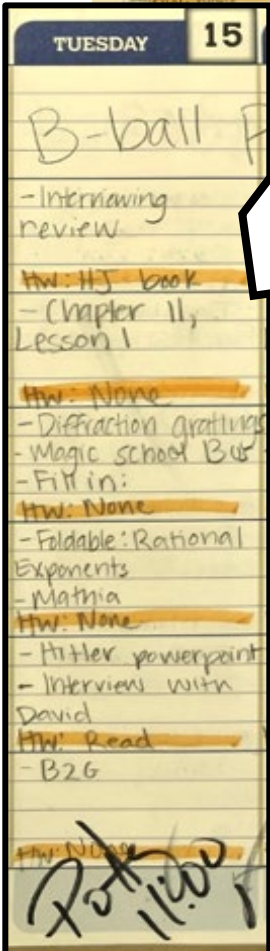 TUESDAY 15
B-ball P
- Interviewing
review
HW: HJ book
- Chapter 11,
Lesson 1
HW: None
- Diffraction gratings
- Magic school Bus
- Fill in:
HW: None
- Foldable: Rational
Exponents
- Mathia
HW: None
- Hitler powerpoint
- Interview with
David
HW: Read
- B2G
HW: None
11:00